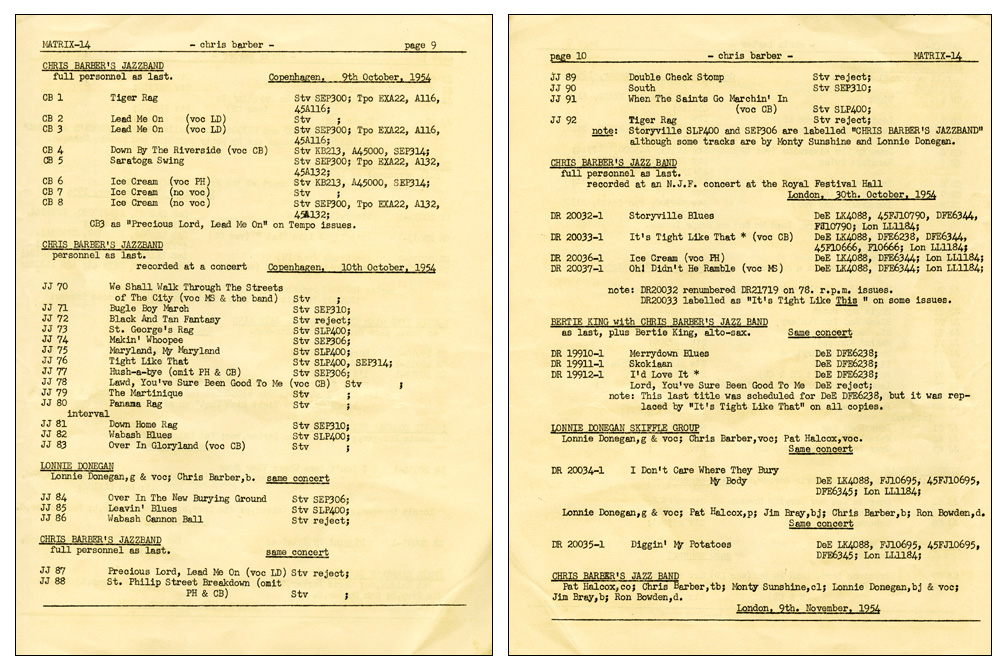 MATRIX-14 - chris barber - page 9
CHRIS BARBER'S JAZZBAND
full personnel as last. Copenhagen, 9th October, 1954
CB 1 Tiger Rag Stv SEP300; Tpo EXA22, A116,
45A116;
CB 2 Lead Me On (voc LD) Stv ;
CB 3 Lead Me On (voc LD) Stv SEP300; Tpo EXA22, A116,
45A116;
CB 4 Down By The Riverside (voc CB) Stv KB213, A45000, SEP314;
CB 5 Saratoga Swing Stv SEP300; Tpo EXA22, A132,
45A132;
CB 6 Ice Cream (voc PH) Stv KB213, A45000, SEP314;
CB 7 Ice Cream (no voc) Stv ;
CB 8 Ice Cream (no voc) Stv SEP300, Tpo EXA22, A132,
45A132;
CB3 as "Precious Lord, Lead Me On" on Tempo issues.
CHRIS BARBER'S JAZZBAND
personnel as last.
recorded at a concert Copenhagen, 10th October, 1954
JJ 70 We Shall Walk Through The Streets
of The City (voc MS & the band) Stv ;
JJ 71 Bugle Boy March Stv SEP310;
JJ 72 Black And Tan Fantasy Stv reject;
JJ 73 St. George's Rag Stv SLP400;
JJ 74 Makin' Whoopee Stv SEP306;
JJ 75 Maryland, My Maryland Stv SLP400;
JJ 76 Tight Like That Stv SLP400, SEP314;
JJ 77 Hush-a-bye (omit PH & CB) Stv SEP306;
JJ 78 Lawd, You've Sure Been Good To Me (voc CB) Stv ;
JJ 79 The Martinique Stv ;
JJ 80 Panama Rag Stv ;
interval
JJ 81 Down Home Rag Stv SEP310;
JJ 82 Wabash Blues Stv SLP400;
JJ 83 Over In Gloryland (voc CB) Stv ;
LONNIE DONEGAN
Lonnie Donegan,g & voc; Chris Barber,b. same concert
JJ 84 Over In The New Burying Ground Stv SEP306;
JJ 85 Leavin' Blues Stv SLP400;
JJ 86 Wabash Cannon Ball Stv reject;
CHRIS BARBER'S JAZZBAND
full personnel as last. same concert
JJ 87 Precious Lord, Lead Me On (voc LD) Stv reject;
JJ 88 St. Philip Street Breakdown (omit
PH & CB) Stv ;
page 10 - chris barber - MATRIX-14
JJ 89 Double Check Stomp Stv reject;
JJ 90 South Stv SEP310;
JJ 91 When The Saints Go Marchin' In
(voc CB) Stv SLP400;
JJ 92 Tiger Rag Stv reject;
note: Storyville SLP400 and SEP306 are labelled "CHRIS BARBER'S JAZZBAND"
although some tracks are by Monty Sunshine and Lonnie Donegan.
CHRIS BARBER'S JAZZ BAND
full personnel as last.
recorded at an N.J.F. concert at the Royal Festival Hall
London, 30th. October, 1954
DR 20032-1 Storyville Blues DeE LK4088, 45FJ10790, DFE6344,
FJ10790; Lon LL1184;
DR 20033-1 It's Tight Like That * (voc CB) DeE LK4088, DFE6238, DFE6344,
45F10666, F10666; Lon LL1184;
DR 20036-1 Ice Cream (voc PH) DeE LK4088, DFE6344; Lon LL1184;
DR 20037-1 Oh! Didn't He Ramble (voc MS) DeE LK4088, DFE6344; Lon LL1184;
note: DR20032 renumbered DR21719 on 78. r.p.m. issues.
DR20033 labelled as "It's Tight Like This " on some issues.
BERTIE KING with CHRIS BARBER'S JAZZ BAND
as last, plus Bertie King, alto-sax. Same concert
DR 19910-1 Merrydown Blues DeE DFE6238;
DR 19911-1 Skokiaan DeE DFE6238;
DR 19912-1 I'd Love It * DeE DFE6238;
Lord, You've Sure Been Good To Me DeE reject;
note: This last title was scheduled for DeE DFE6238, but it was rep-
laced by "It's Tight Like That" on all copies.
LONNIE DONEGAN SKIFFLE GROUP
Lonnie Donegan,g & voc; Chris Barber,voc; Pat Halcox,voc.
Same concert
DR 20034-1 I Don't Care Where They Bury
My Body DeE LK4088, FJ10695, 45FJ10695,
DFE6345; Lon LL1184;
Lonnie Donegan,g & voc; Pat Halcox,p; Jim Bray,bj; Chris Barber,b; Ron Bowden,d.
Same concert
DR 20035-1 Diggin' My Potatoes DeE LK4088, FJ10695, 45FJ10695,
DFE6345; Lon LL1184;
CHRIS BARBER'S JAZZ BAND
Pat Halcox,co; Chris Barber,tb; Monty Sunshine,cl; Lonnie Donegan,bj & voc;
Jim Bray,b; Ron Bowden,d.
London, 9th. November, 1954